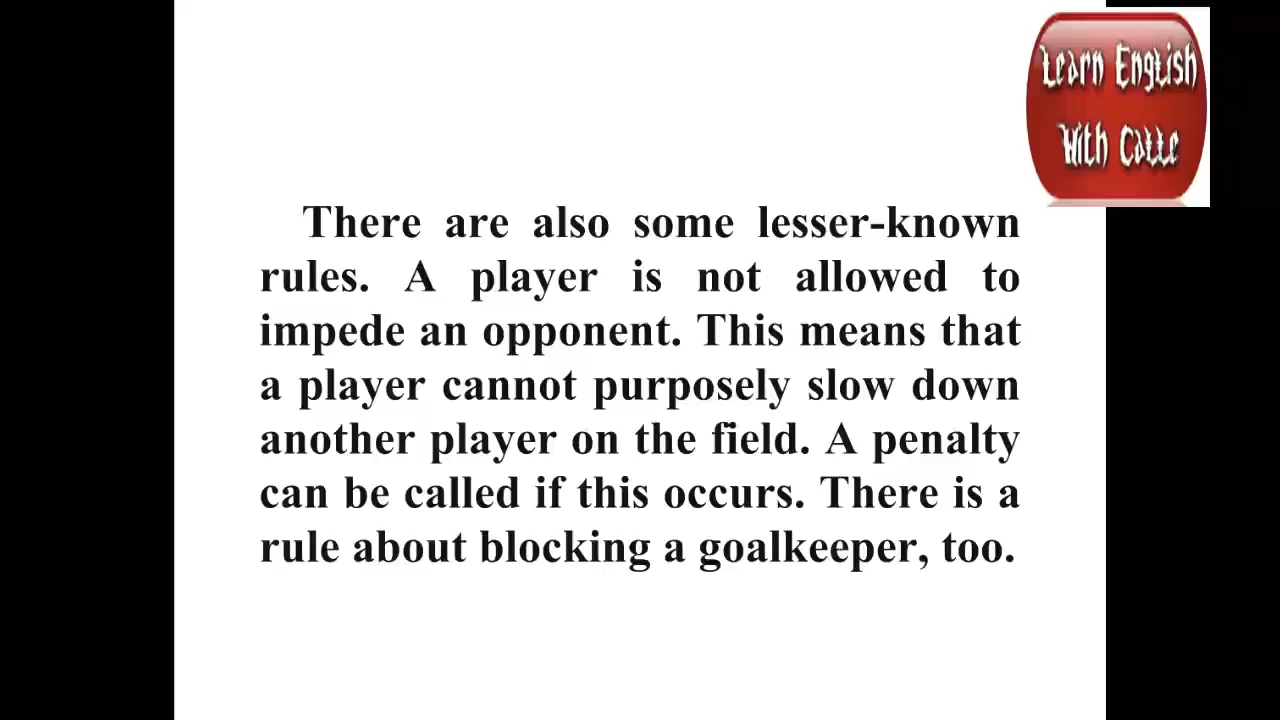 Learn English
With Catte
There are also some lesser-known
rules. A player is not allowed to
impede an opponent. This means that
a player cannot purposely slow down
another player on the field. A penalty
can be called if this occurs. There is a
rule about blocking a goalkeeper, too.